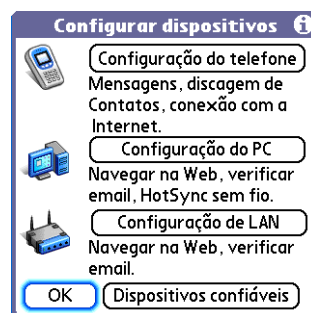 Configurar dispositivos
Configuração do telefone
Mensagens, discagem de
Contatos, conexão com a
Internet.
Configuração do PC
Navegar na Web, verificar
email, HotSync sem fio.
Configuração de LAN
Navegar na Web, verificar
email.
OK Dispositivos confiáveis